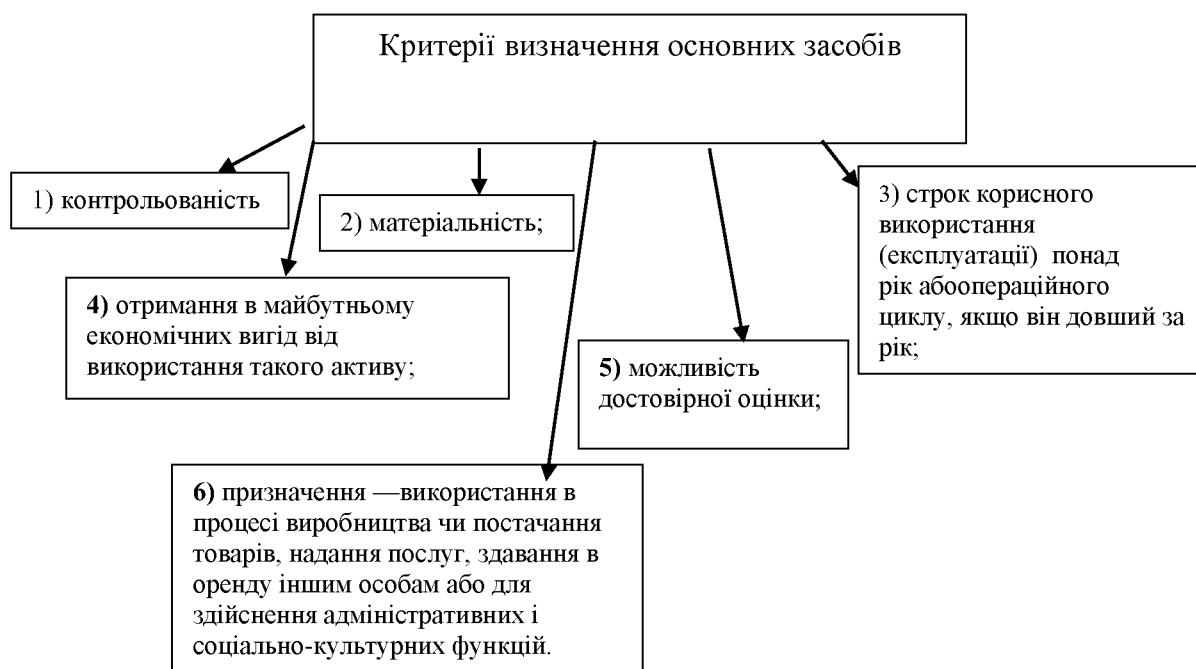 Критерії визначення основних засобів
1) контрольованість
2) матеріальність;
3) строк корисного
використання
(експлуатації) понад
рік абоопераційного
циклу, якщо він довший за
рік;
4) отримання в майбутньому
економічних вигід від
використання такого активу;
5) можливість
достовірної оцінки;
6) призначення —використання в
процесі виробництва чи постачання
товарів, надання послуг, здавання в
оренду іншим особам або для
здійснення адміністративних і
соціально-культурних функцій.